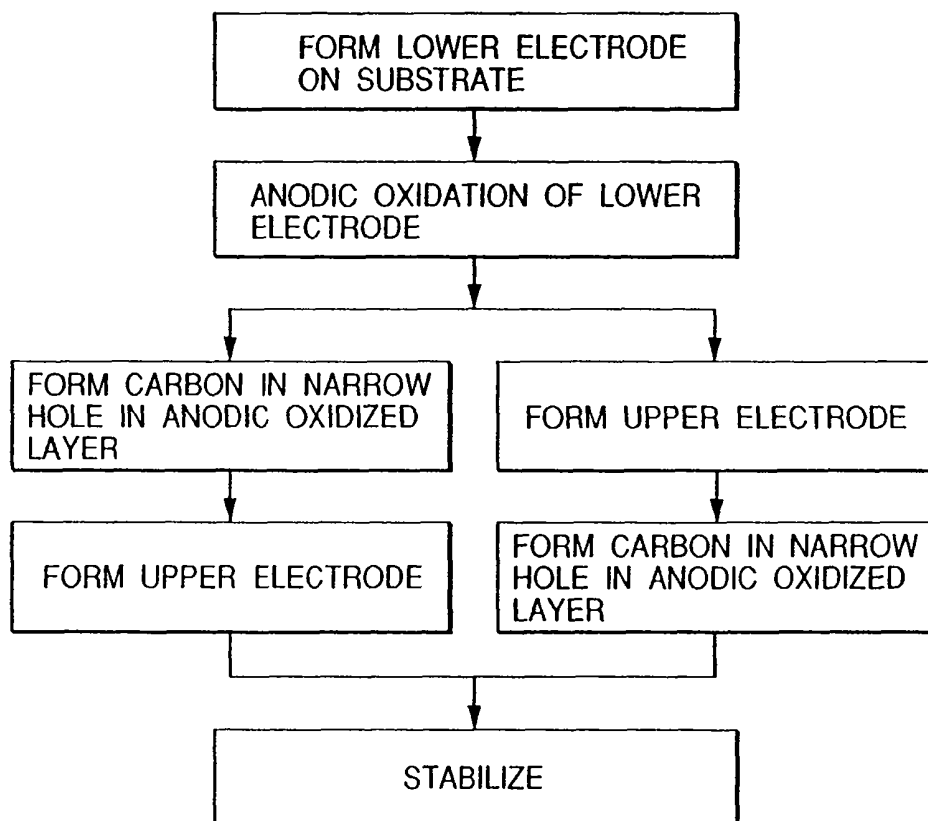 FORM LOWER ELECTRODE
ON SUBSTRATE
ANODIC OXIDATION OF LOWER
ELECTRODE
FORM CARBON IN NARROW
HOLE IN ANODIC OXIDIZED
LAYER
FORM UPPER ELECTRODE
FORM UPPER ELECTRODE
FORM CARBON IN NARROW
HOLE IN ANODIC OXIDIZED
LAYER
STABILIZE